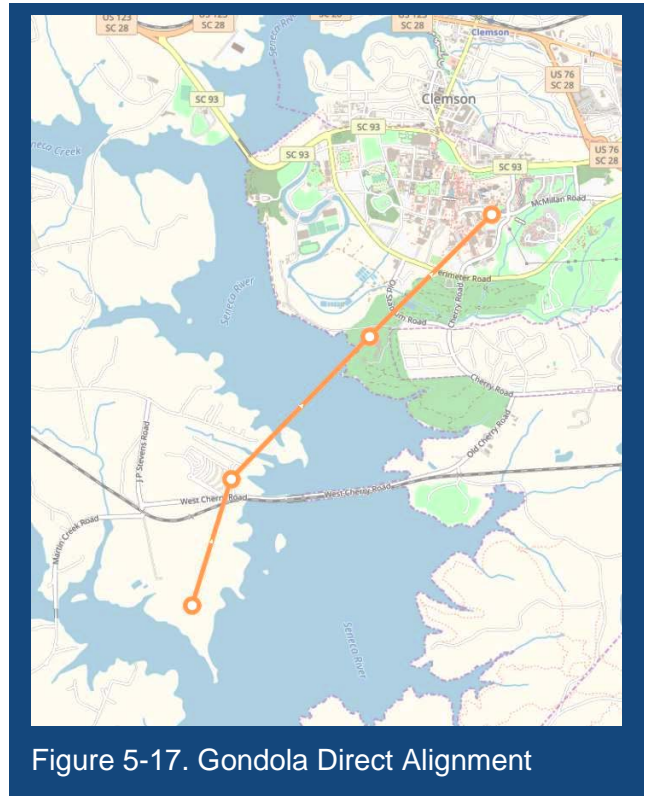 US 123
SC 28
US 123
SC 28
Seneca River
US 123
SC 28
Clemson
US 76
SC 28
SC 93
Clemson
SC 93
SC 93
US 76
SC 28
SC 93
McMillan Road
Seneca River
Perimeter Road
Old Stadium Road
Cherry Road
Cherry Road
Old Cherry Road
J P Stevens Road
West Cherry Road
West Cherry Road
Martin Creek Road
Seneca River
Figure 5-17. Gondola Direct Alignment